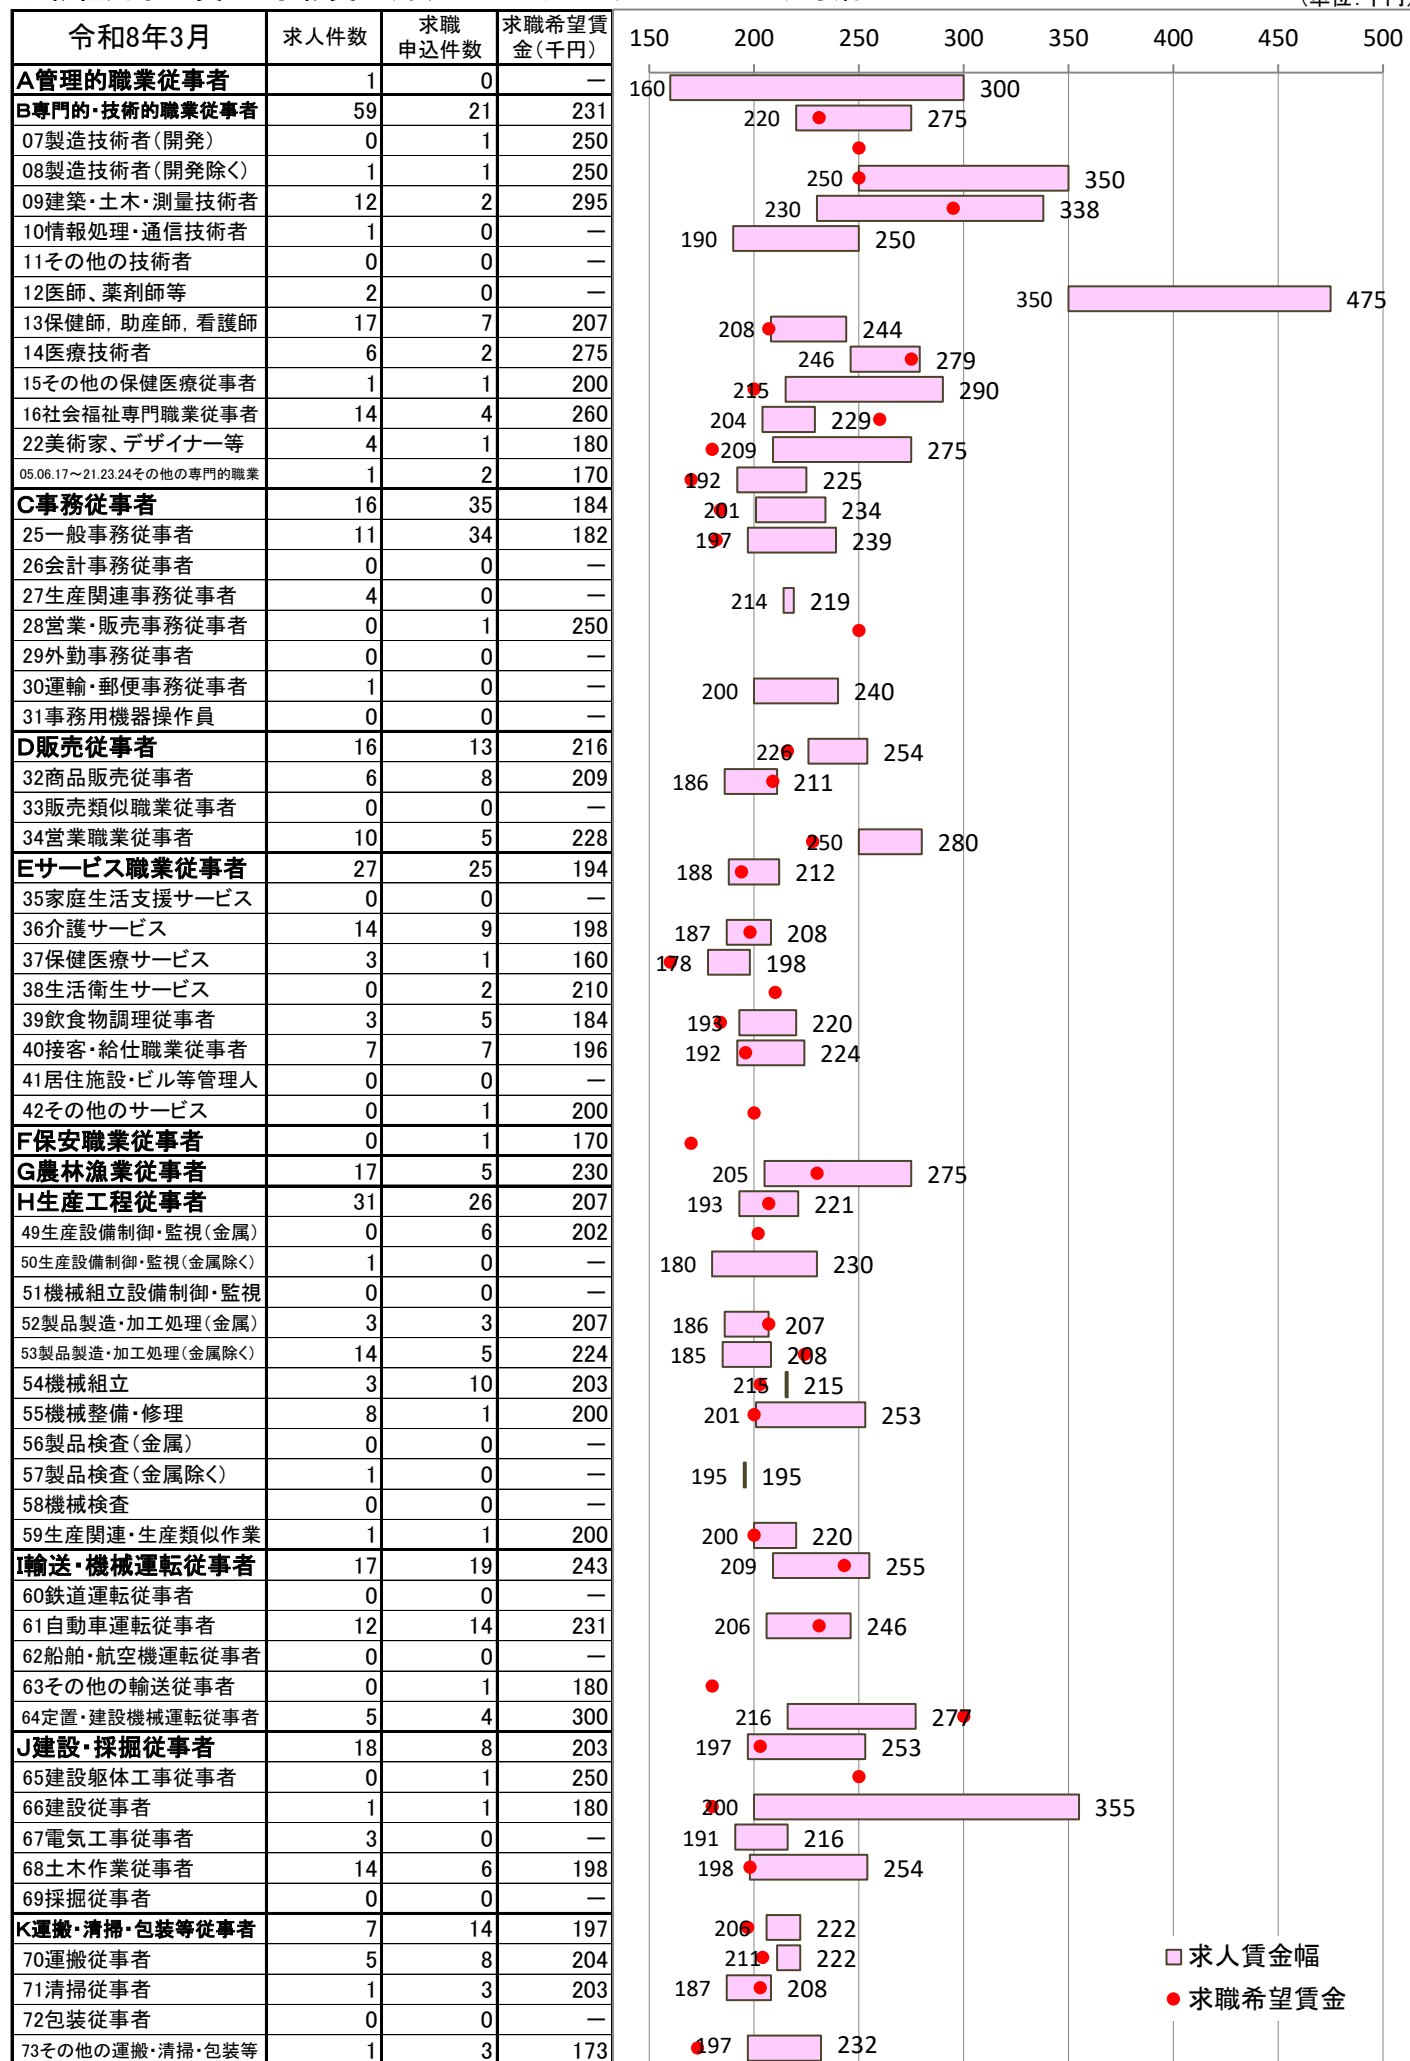 (単位:千円)
令和8年3月 求人件数 求職申込件数 求職希望賃金(千円) 150 200 250 300 350 400 450 500
A管理的職業従事者 1 0 － 160 300
B専門的・技術的職業従事者 59 21 231 220 275
07製造技術者(開発) 0 1 250
08製造技術者(開発除く) 1 1 250 250 350
09建築・土木・測量技術者 12 2 295 230 338
10情報処理・通信技術者 1 0 － 190 250
11その他の技術者 0 0 －
12医師、薬剤師等 2 0 － 350 475
13保健師,助産師,看護師 17 7 207 208 244
14医療技術者 6 2 275 246 279
15その他の保健医療従事者 1 1 200 215 290
16社会福祉専門職業従事者 14 4 260 204 229
22美術家、デザイナー等 4 1 180 209 275
05.06.17～21.23.24その他の専門的職業 1 2 170 192 225
C事務従事者 16 35 184 201 234
25一般事務従事者 11 34 182 197 239
26会計事務従事者 0 0 －
27生産関連事務従事者 4 0 － 214 219
28営業・販売事務従事者 0 1 250
29外勤事務従事者 0 0 －
30運輸・郵便事務従事者 1 0 － 200 240
31事務用機器操作員 0 0 －
D販売従事者 16 13 216 226 254
32商品販売従事者 6 8 209 186 211
33販売類似職業従事者 0 0 －
34営業職業従事者 10 5 228 250 280
Eサービス職業従事者 27 25 194 188 212
35家庭生活支援サービス 0 0 －
36介護サービス 14 9 198 187 208
37保健医療サービス 3 1 160 178 198
38生活衛生サービス 0 2 210
39飲食物調理従事者 3 5 184 193 220
40接客・給仕職業従事者 7 7 196 192 224
41居住施設・ビル等管理人 0 0 －
42その他のサービス 0 1 200
F保安職業従事者 0 1 170
G農林漁業従事者 17 5 230 205 275
H生産工程従事者 31 26 207 193 221
49生産設備制御・監視(金属) 0 6 202
50生産設備制御・監視(金属除く) 1 0 － 180 230
51機械組立設備制御・監視 0 0 －
52製品製造・加工処理(金属) 3 3 207 186 207
53製品製造・加工処理(金属除く) 14 5 224 185 208
54機械組立 3 10 203 215 215
55機械整備・修理 8 1 200 201 253
56製品検査(金属) 0 0 －
57製品検査(金属除く) 1 0 － 195 195
58機械検査 0 0 －
59生産関連・生産類似作業 1 1 200 200 220
I輸送・機械運転従事者 17 19 243 209 255
60鉄道運転従事者 0 0 －
61自動車運転従事者 12 14 231 206 246
62船舶・航空機運転従事者 0 0 －
63その他の輸送従事者 0 1 180
64定置・建設機械運転従事者 5 4 300 216 277
J建設・採掘従事者 18 8 203 197 253
65建設躯体工事従事者 0 1 250
66建設従事者 1 1 180 200 355
67電気工事従事者 3 0 － 191 216
68土木作業従事者 14 6 198 198 254
69採掘従事者 0 0 －
K運搬・清掃・包装等従事者 7 14 197 206 222
70運搬従事者 5 8 204 211 222
71清掃従事者 1 3 203 187 208
72包装従事者 0 0 －
73その他の運搬・清掃・包装等 1 3 173 197 232
求人賃金幅
求職希望賃金